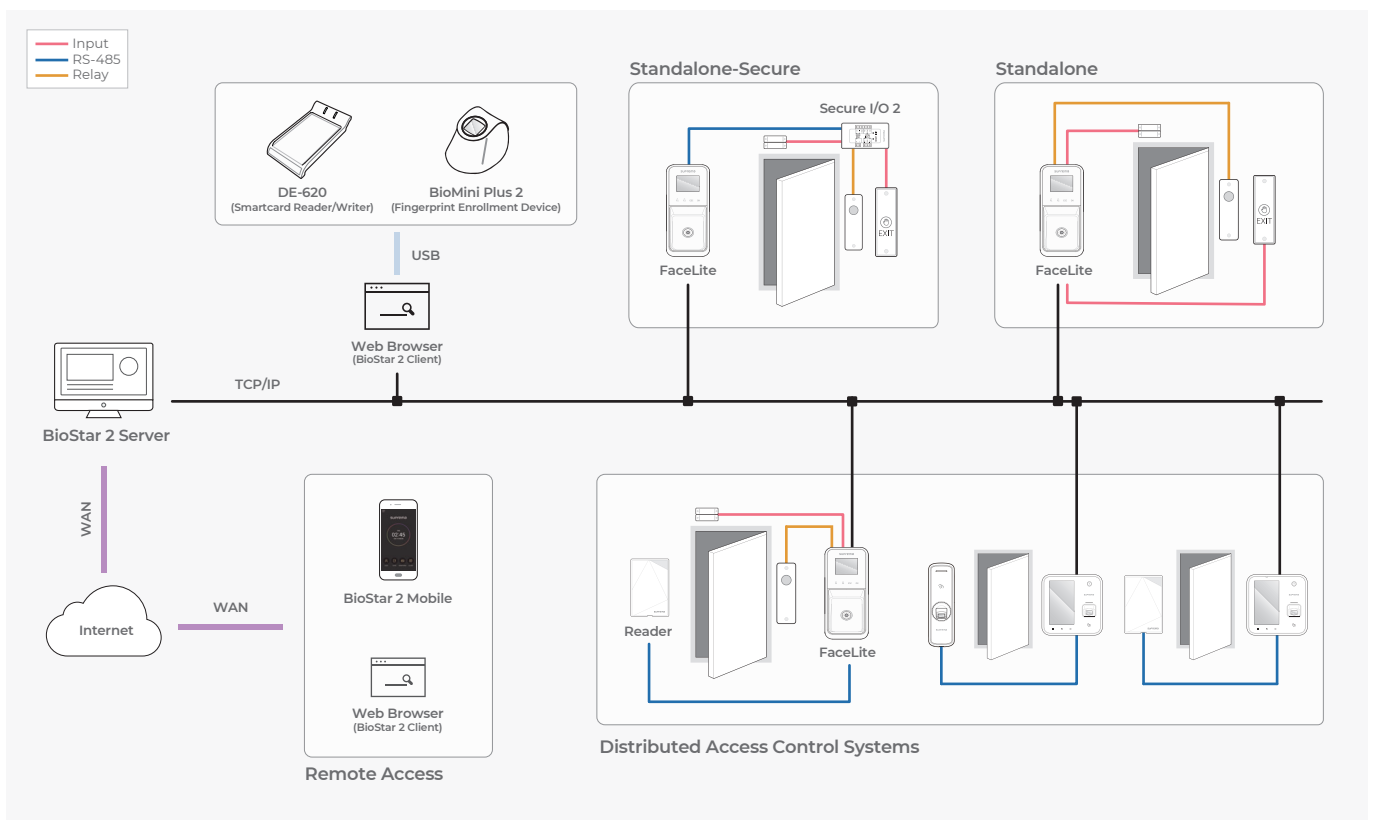 Input
RS-485
Relay
Standalone-Secure
Standalone
Secure I/O 2
DE-620
(Smartcard Reader/Writer)
BioMini Plus 2
(Fingerprint Enrollment Device)
EXIT
EXIT
FaceLite
FaceLite
USB
Web Browser
(BioStar 2 Client)
TCP/IP
BioStar 2 Server
WAN
WAN
Internet
02:45
BioStar 2 Mobile
Web Browser
(BioStar 2 Client)
Remote Access
Reader
FaceLite
Distributed Access Control Systems